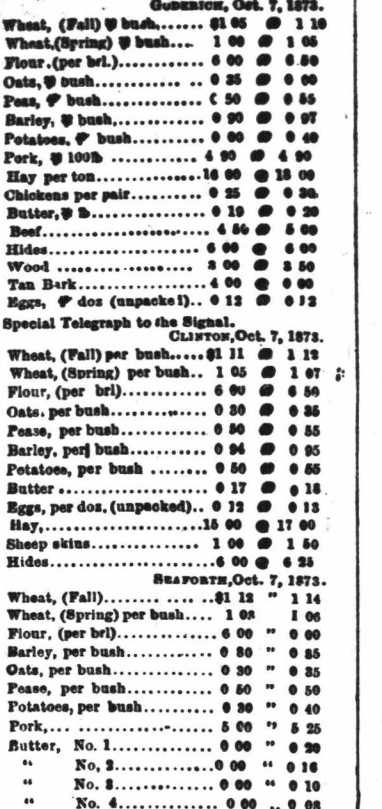 GODERICH, Oct. 7, 1873.
Wheat, (Fall) ⅌ bush....... $1 05 @ 1 10
Wheat,(Spring) ⅌ bush.... 1 00 @ 1 05
Flour.(per brl.).............. 6 00 @ 6.50
Oats,⅌ bush............... .. 0 35 @ 0 00
Peas, ⅌ bush............... 0 50 @ 0 55
Barley, ⅌ bush,............ 0 90 @ 0 97
Potatoes, ⅌ bush.......... 0 00 @ 0 40
Pork, ⅌ 100℔ ............ 4 90 @ 4 90
Hay per ton................16 00 @ 18 00
Chickens per pair........... 0 25 @ 0 30
Butter,⅌ ℔................. 0 19 @ 0 20
Beef........................ 4 @ 5 00
Hides..................... 6 00 @ 6 00
Wood ..................... 3 00 @ 3 50
Tan Bark................... 4 00 @ 0 00
Eggs, ⅌ doz (unpacked).. 0 12 @ 0 12
Special Telegraph to the Signal.
CLINTON,Oct. 7, 1873.
Wheat, (Fall) par bush.....$1 11 @ 1 12
Wheat, (Spring) per bush.. 1 05 @ 1 07
Flour, (per brl)............. 6 00 @ 6 50
Oats. per bush............. 0 30 @ 0 35
Pease, per bush............ 0 50 @ 0 55
Barley, per bush........... 0 94 @ 0 95
Potatoes, per bush ........ 0 50 @ 0 55
Butter .................... 0 17 @ 0 18
Eggs, per doz. (unpacked).. 0 12 @ 0 13
Hay,......................15 00 @ 17 00
Sheep skins................ 1 00 @ 1 50
Hides......................6 00 @ 6 25
SEAFORTH,Oct. 7, 1873.
Wheat, (Fall)........ .... ..$1 12 " 1 14
Wheat, (Spring) per bush.... 1 " 1 06
Flour, (per brl)............. 6 00 " 0 00
Barley, per bush............ 0 80 " 0 85
Oats, per bush.............. 0 30 " 0 35
Pease, per bush............. 0 50 " 0 50
Potatoes, per bush.......... 0 30 " 0 40
Pork,... ................... 5 00 " 5 25
Butter, No. 1.............. 0 00 " 0 20
" No, 2..............0 00 " 0 16
" No. 3.............. 0 00 " 0 10
" No. 4.............. 0 00 .. 0 08